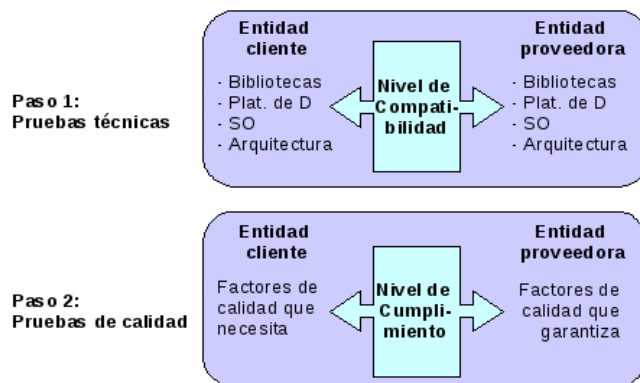 Paso 1:
Pruebas técnicas
Entidad
cliente
- Bibliotecas
- Plat. de D
- SO
- Arquitectura
Nivel de
Compati-
bilidad
Entidad
proveedora
- Bibliotecas
- Plat. de D
- SO
- Arquitectura
Paso 2:
Pruebas de calidad
Entidad
cliente
Factores de
calidad que
necesita
Nivel de
Cumpli-
miento
Entidad
proveedora
Factores de
calidad que
garantiza